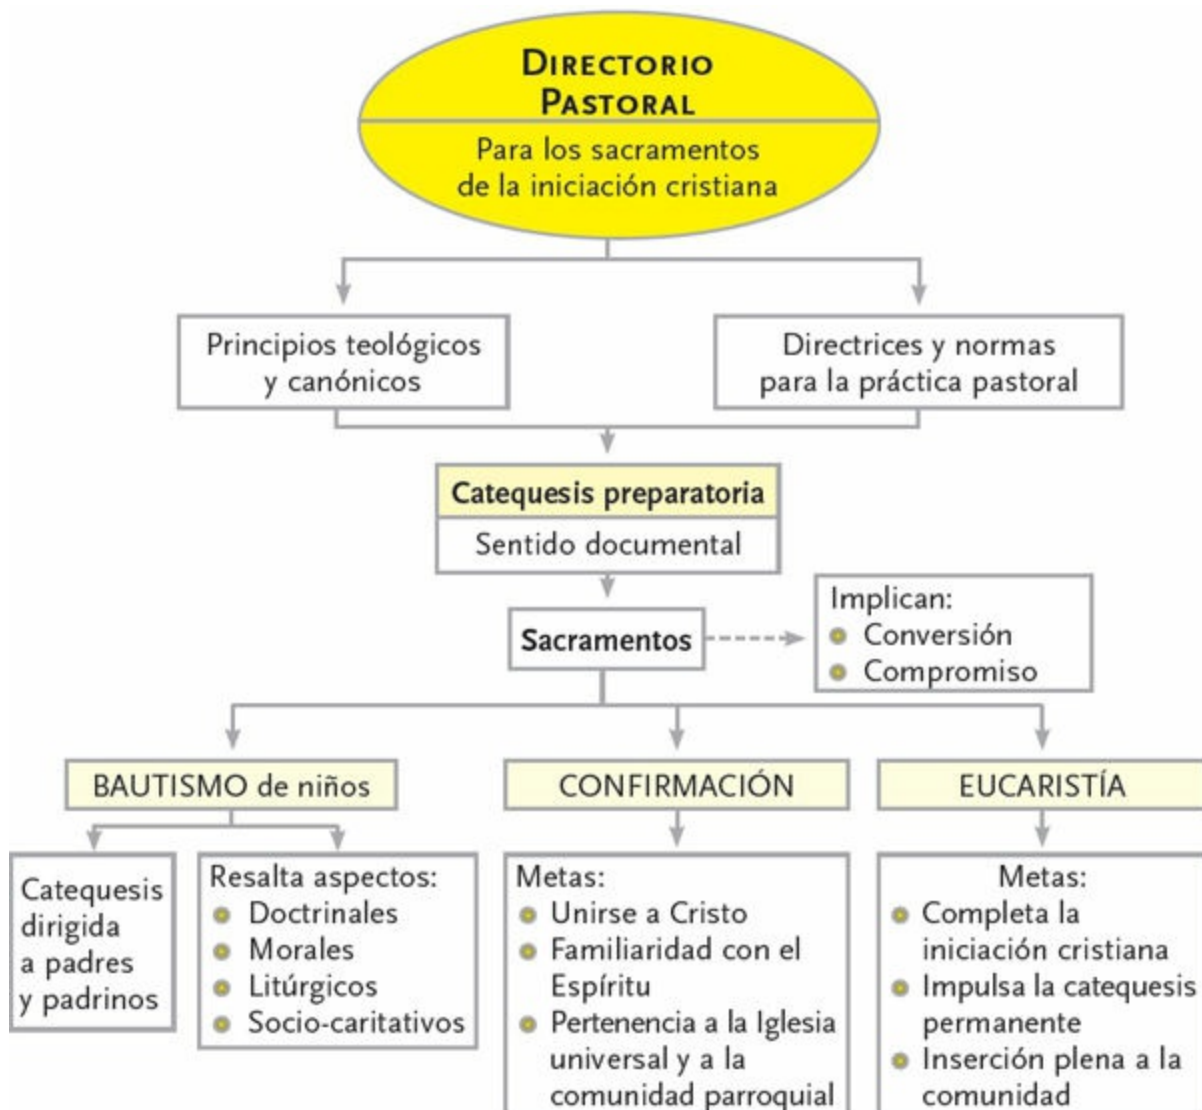 DIRECTORIO
PASTORAL
Para los sacramentos
de la iniciación cristiana
Principios teológicos
y canónicos
Directrices y normas
para la práctica pastoral
Catequesis preparatoria
Sentido documental
Sacramentos
Implican:
Conversión
Compromiso
BAUTISMO de niños
CONFIRMACIÓN
EUCARISTÍA
Catequesis
dirigida
a padres
y padrinos
Resalta aspectos:
Doctrinales
Morales
Litúrgicos
Socio-caritativos
Metas:
Unirse a Cristo
Familiaridad con el
Espíritu
Pertenencia a la Iglesia
universal y a la
comunidad parroquial
Metas:
Completa la
iniciación cristiana
Impulsa la catequesis
permanente
Inserción plena a la
comunidad